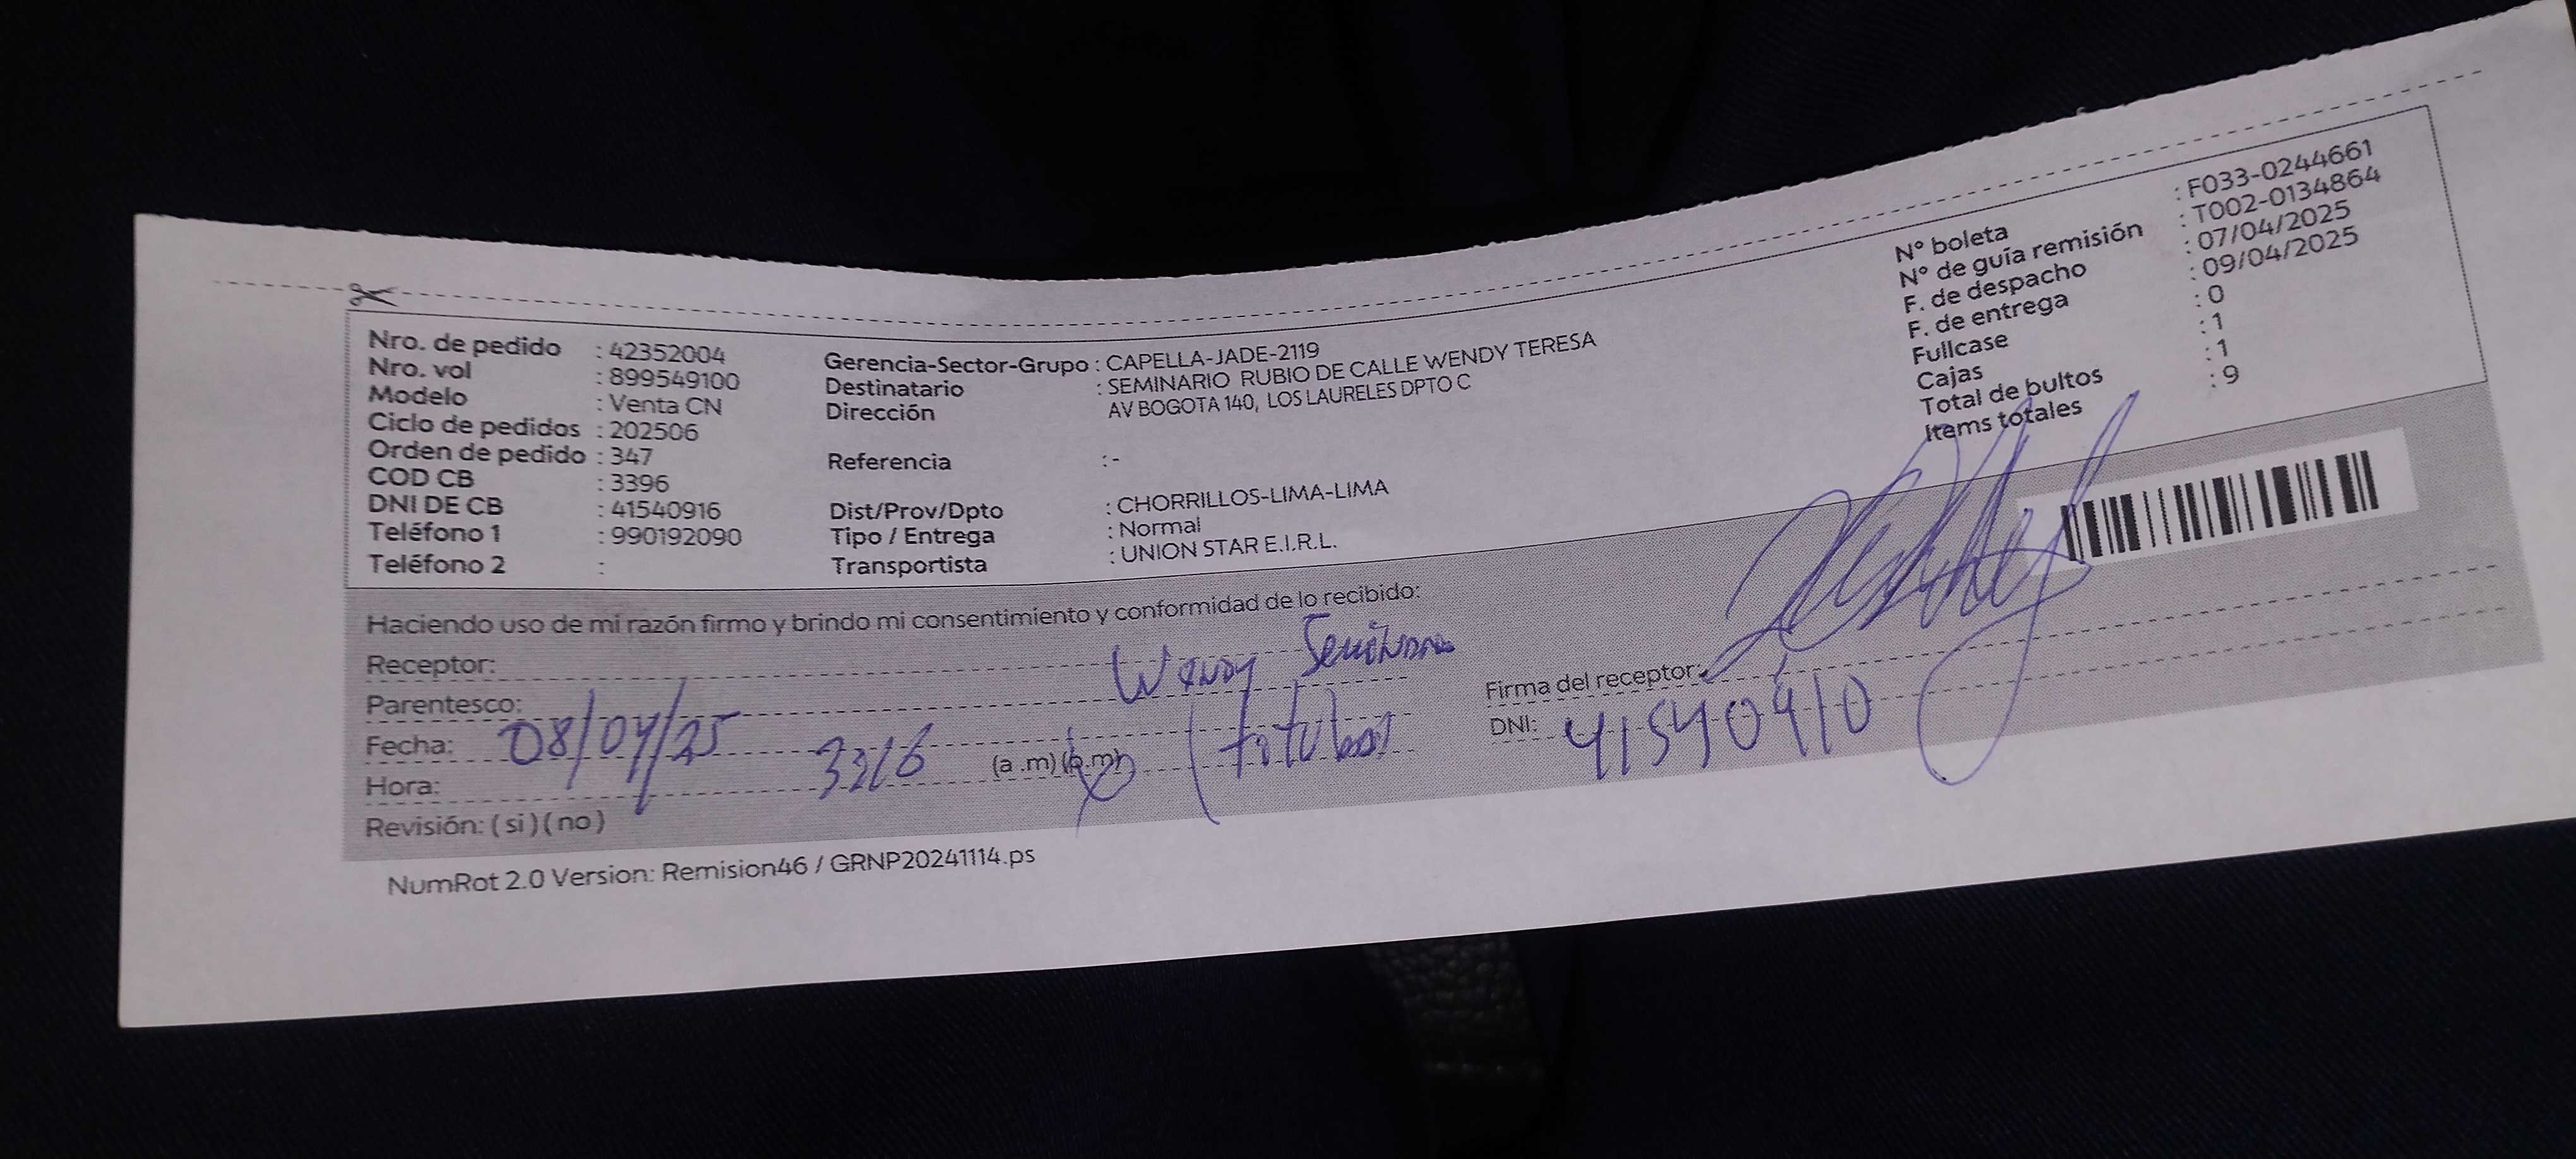 Nro. de pedido : 42352004
Nro. vol : 899549100
Modelo : Venta CN
Ciclo de pedidos : 202506
Orden de pedido : 347
COD CB : 3396
DNI DE CB : 41540916
Teléfono 1 : 990192090
Teléfono 2 :
Gerencia-Sector-Grupo : CAPELLA-JADE-2119
Destinatario : SEMINARIO RUBIO DE CALLE WENDY TERESA
Dirección AV BOGOTA 140, LOS LAURELES DPTO C
Referencia : -
Dist/Prov/Dpto : CHORRILLOS-LIMA-LIMA
Tipo / Entrega : Normal
Transportista : UNION STAR E.I.R.L.
N° boleta : F033-0244661
N° de guía remisión : T002-0134864
F. de despacho : 07/04/2025
F. de entrega : 09/04/2025
Fullcase : 0
Cajas : 1
Total de bultos : 1
Items totales : 9
Haciendo uso de mi razón firmo y brindo mi consentimiento y conformidad de lo recibido:
Receptor: Wendy
Parentesco:
Fecha: 08/04/25
Hora: (a .m) (p.m)
Revisión: ( si ) ( no )
Firma del receptor:
DNI:
NumRot 2.0 Version: Remision46 / GRNP20241114.ps